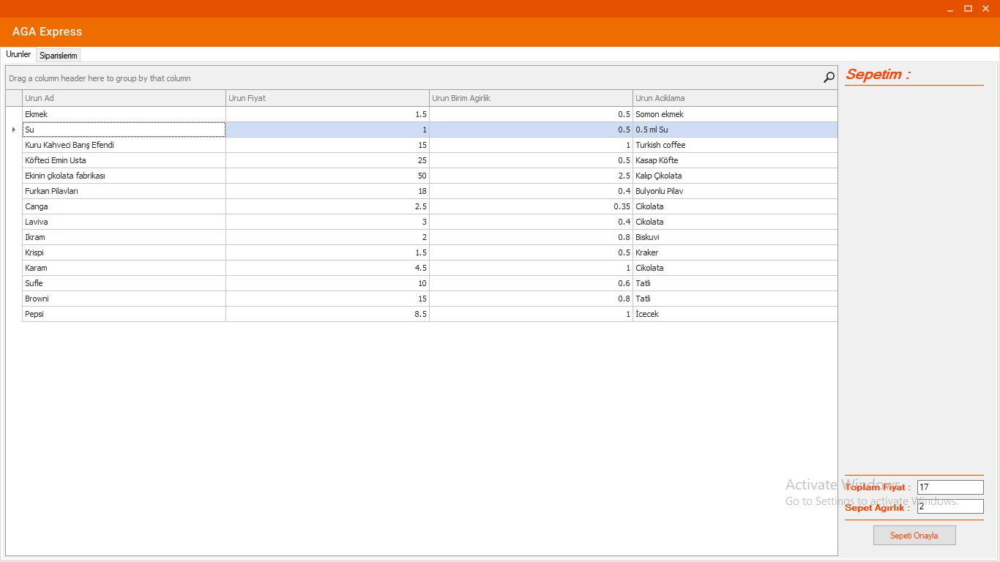 AGA Express
Urunler Siparislerim
Drag a column header here to group by that column
Sepetim :
Urun Ad Urun Fiyat Urun Birim Agirlik Urun Aciklama
Ekmek 1.5 0.5 Somon ekmek
Su 1 0.5 0.5 ml Su
Kuru Kahveci Barış Efendi 15 1 Turkish coffee
Köfteci Emin Usta 25 0.5 Kasap Köfte
Ekinin çikolata fabrikası 50 2.5 Kalıp Çikolata
Furkan Pilavları 18 0.4 Bulyonlu Pilav
Canga 2.5 0.35 Cikolata
Laviva 3 0.4 Cikolata
Ikram 2 0.8 Biskuvi
Krispi 1.5 0.5 Kraker
Karam 4.5 1 Cikolata
Sufle 10 0.6 Tatli
Browni 15 0.8 Tatli
Pepsi 8.5 1 İcecek
Activate Windows
Go to Settings to activate Windows.
Toplam Fiyat : 17
Sepet Agırlık : 2
Sepeti Onayla